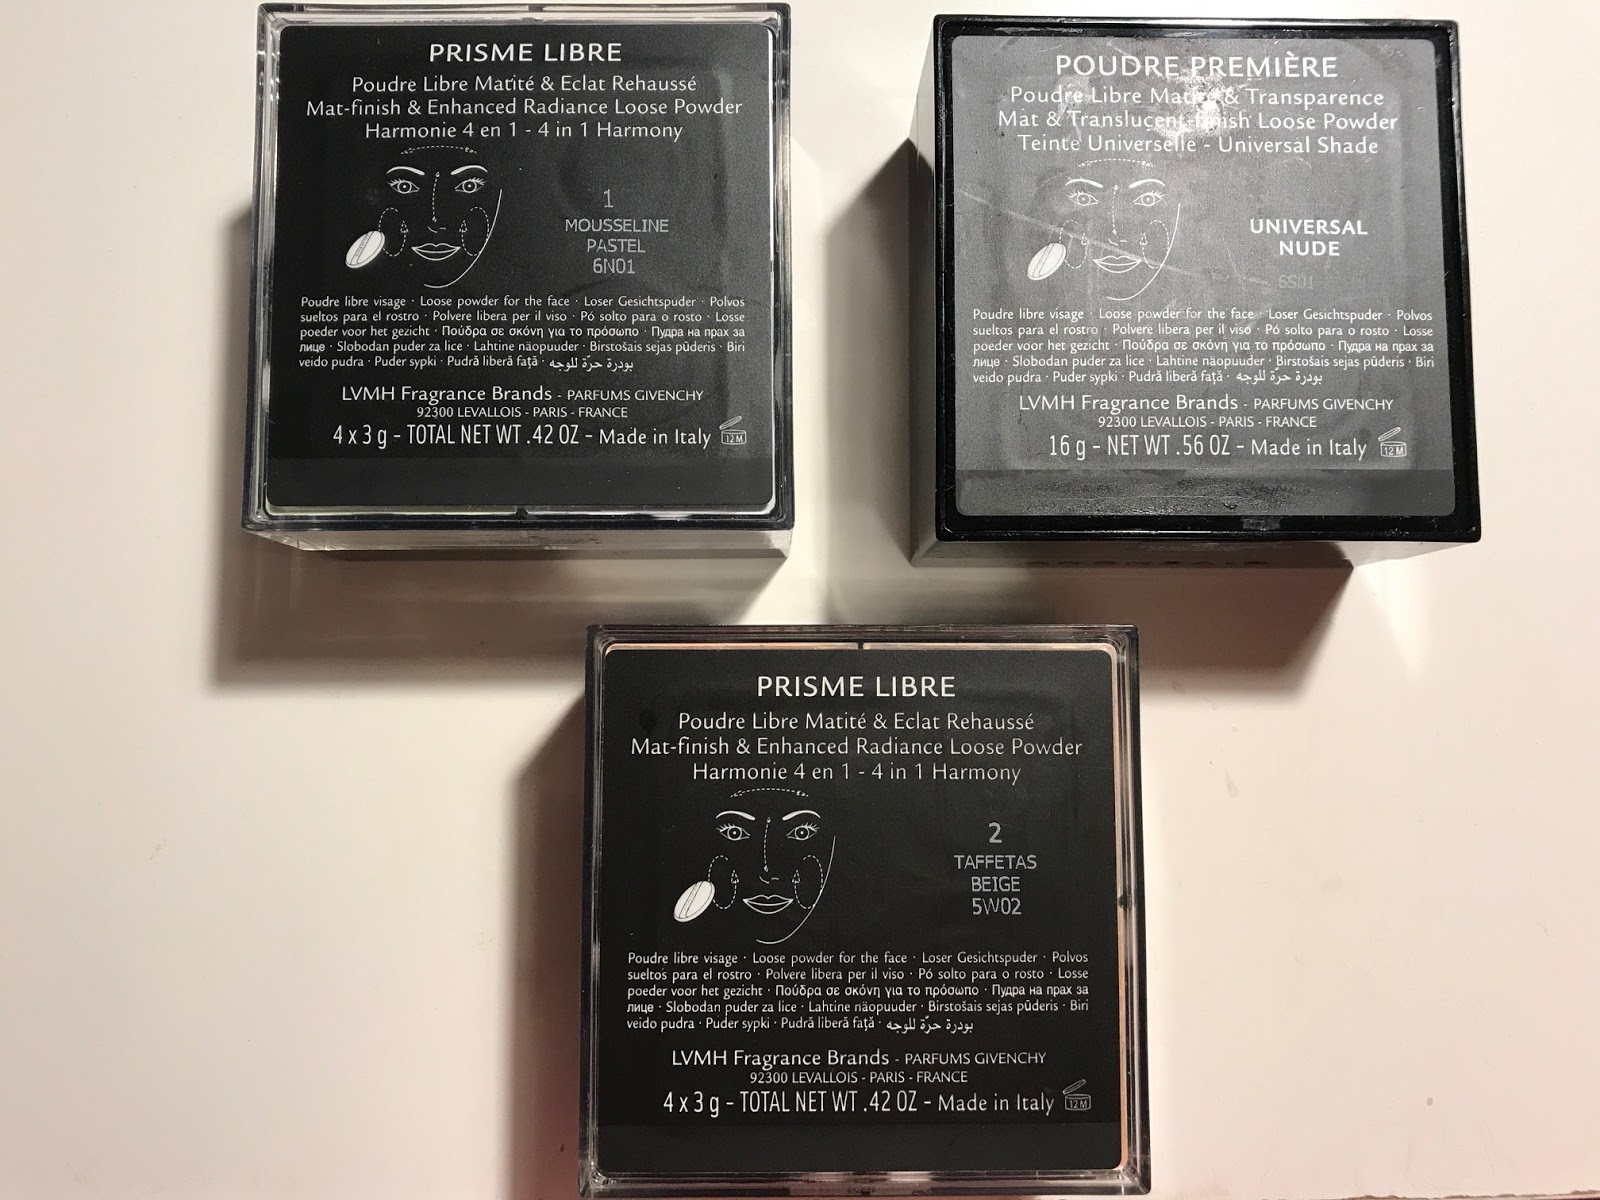 PRISME LIBRE
Poudre Libre Matité & Eclat Rehaussé
Mat-finish & Enhanced Radiance Loose Powder
Harmonie 4 en 1 - 4 in 1 Harmony
1
MOUSSELINE
PASTEL
6N01
Poudre libre visage · Loose powder for the face · Loser Gesichtspuder · Polvos
sueltos para el rostro · Polvere libera per il viso · Pó solto para o rosto · Losse
poeder voor het gezicht · Πούδρα σε σκόνη για το πρόσωπο · Пудра на прах за
лице · Slobodan puder za lice · Lahtine näopuuder · Birstošais sejas pūderis · Biri
veido pudra · Puder sypki · Pudră liberă față · بودرة حرّة للوجه
LVMH Fragrance Brands - PARFUMS GIVENCHY
92300 LEVALLOIS - PARIS - FRANCE
4 x 3 g - TOTAL NET WT .42 OZ - Made in Italy 12 M
POUDRE PREMIÈRE
Poudre Libre Matité & Transparence
Mat & Translucent-finish Loose Powder
Teinte Universelle - Universal Shade
UNIVERSAL
NUDE
6S01
Poudre libre visage · Loose powder for the face · Loser Gesichtspuder · Polvos
sueltos para el rostro · Polvere libera per il viso · Pó solto para o rosto · Losse
poeder voor het gezicht · Πούδρα σε σκόνη για το πρόσωπο · Пудра на прах за
лице · Slobodan puder za lice · Lahtine näopuuder · Birstošais sejas pūderis · Biri
veido pudra · Puder sypki · Pudră liberă față · بودرة حرّة للوجه
LVMH Fragrance Brands - PARFUMS GIVENCHY
92300 LEVALLOIS - PARIS - FRANCE
16 g - NET WT .56 OZ - Made in Italy 12 M
PRISME LIBRE
Poudre Libre Matité & Eclat Rehaussé
Mat-finish & Enhanced Radiance Loose Powder
Harmonie 4 en 1 - 4 in 1 Harmony
2
TAFFETAS
BEIGE
5W02
Poudre libre visage · Loose powder for the face · Loser Gesichtspuder · Polvos
sueltos para el rostro · Polvere libera per il viso · Pó solto para o rosto · Losse
poeder voor het gezicht · Πούδρα σε σκόνη για το πρόσωπο · Пудра на прах за
лице · Slobodan puder za lice · Lahtine näopuuder · Birstošais sejas pūderis · Biri
veido pudra · Puder sypki · Pudră liberă față · بودرة حرّة للوجه
LVMH Fragrance Brands - PARFUMS GIVENCHY
92300 LEVALLOIS - PARIS - FRANCE
4 x 3 g - TOTAL NET WT .42 OZ - Made in Italy 12 M